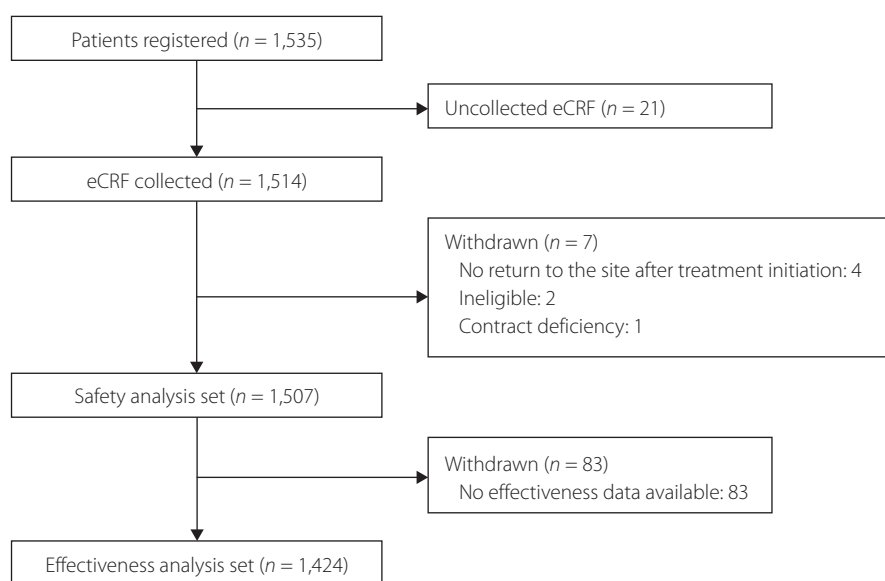 Patients registered (n = 1,535)
Uncollected eCRF (n = 21)
eCRF collected (n = 1,514)
Withdrawn (n = 7)
No return to the site after treatment initiation: 4
Ineligible: 2
Contract deficiency: 1
Safety analysis set (n = 1,507)
Withdrawn (n = 83)
No effectiveness data available: 83
Effectiveness analysis set (n = 1,424)